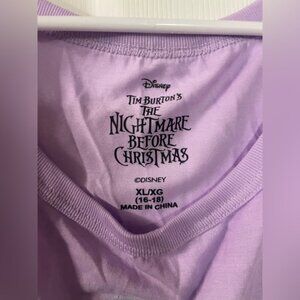 Disney
TIM BURTON'S
THE
NIGHTMARE
BEFORE
CHRISTMAS
©DISNEY
XL/XG
(16-18)
MADE IN CHINA